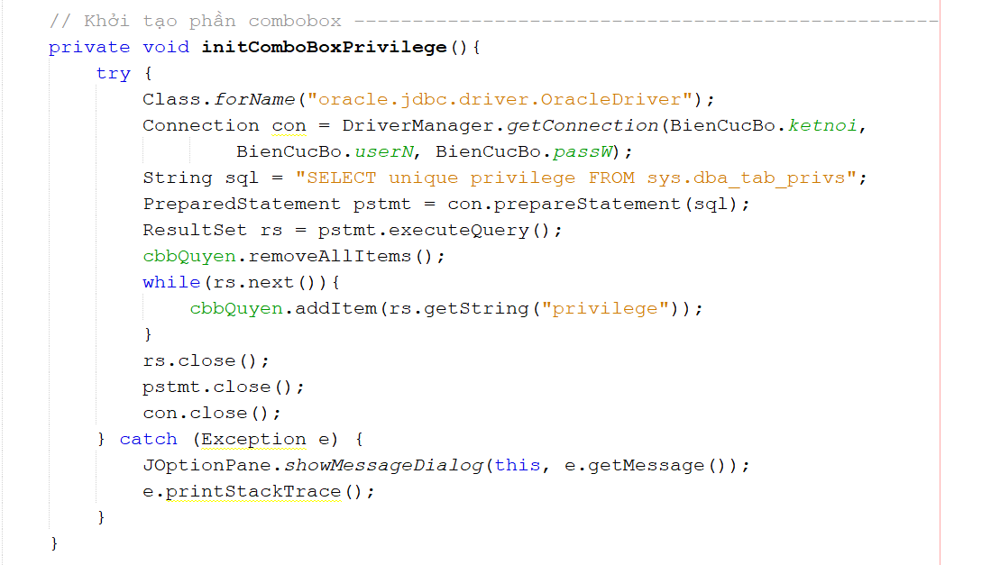 // Khởi tạo phần combobox --------------------------------------------------
private void initComboBoxPrivilege(){
try {
Class.forName("oracle.jdbc.driver.OracleDriver");
Connection con = DriverManager.getConnection(BienCucBo.ketnoi,
BienCucBo.userN, BienCucBo.passW);
String sql = "SELECT unique privilege FROM sys.dba_tab_privs";
PreparedStatement pstmt = con.prepareStatement(sql);
ResultSet rs = pstmt.executeQuery();
cbbQuyen.removeAllItems();
while(rs.next()){
cbbQuyen.addItem(rs.getString("privilege"));
}
rs.close();
pstmt.close();
con.close();
} catch (Exception e) {
JOptionPane.showMessageDialog(this, e.getMessage());
e.printStackTrace();
}
}